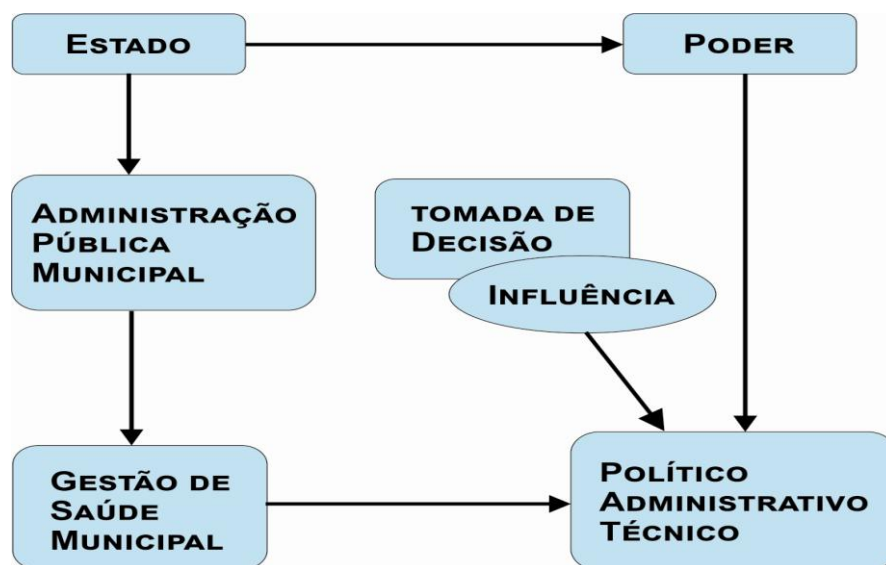 ESTADO
PODER
ADMINISTRAÇÃO
PÚBLICA
MUNICIPAL
TOMADA DE
DECISÃO
INFLUÊNCIA
GESTÃO DE
SAÚDE
MUNICIPAL
POLÍTICO
ADMINISTRATIVO
TÉCNICO